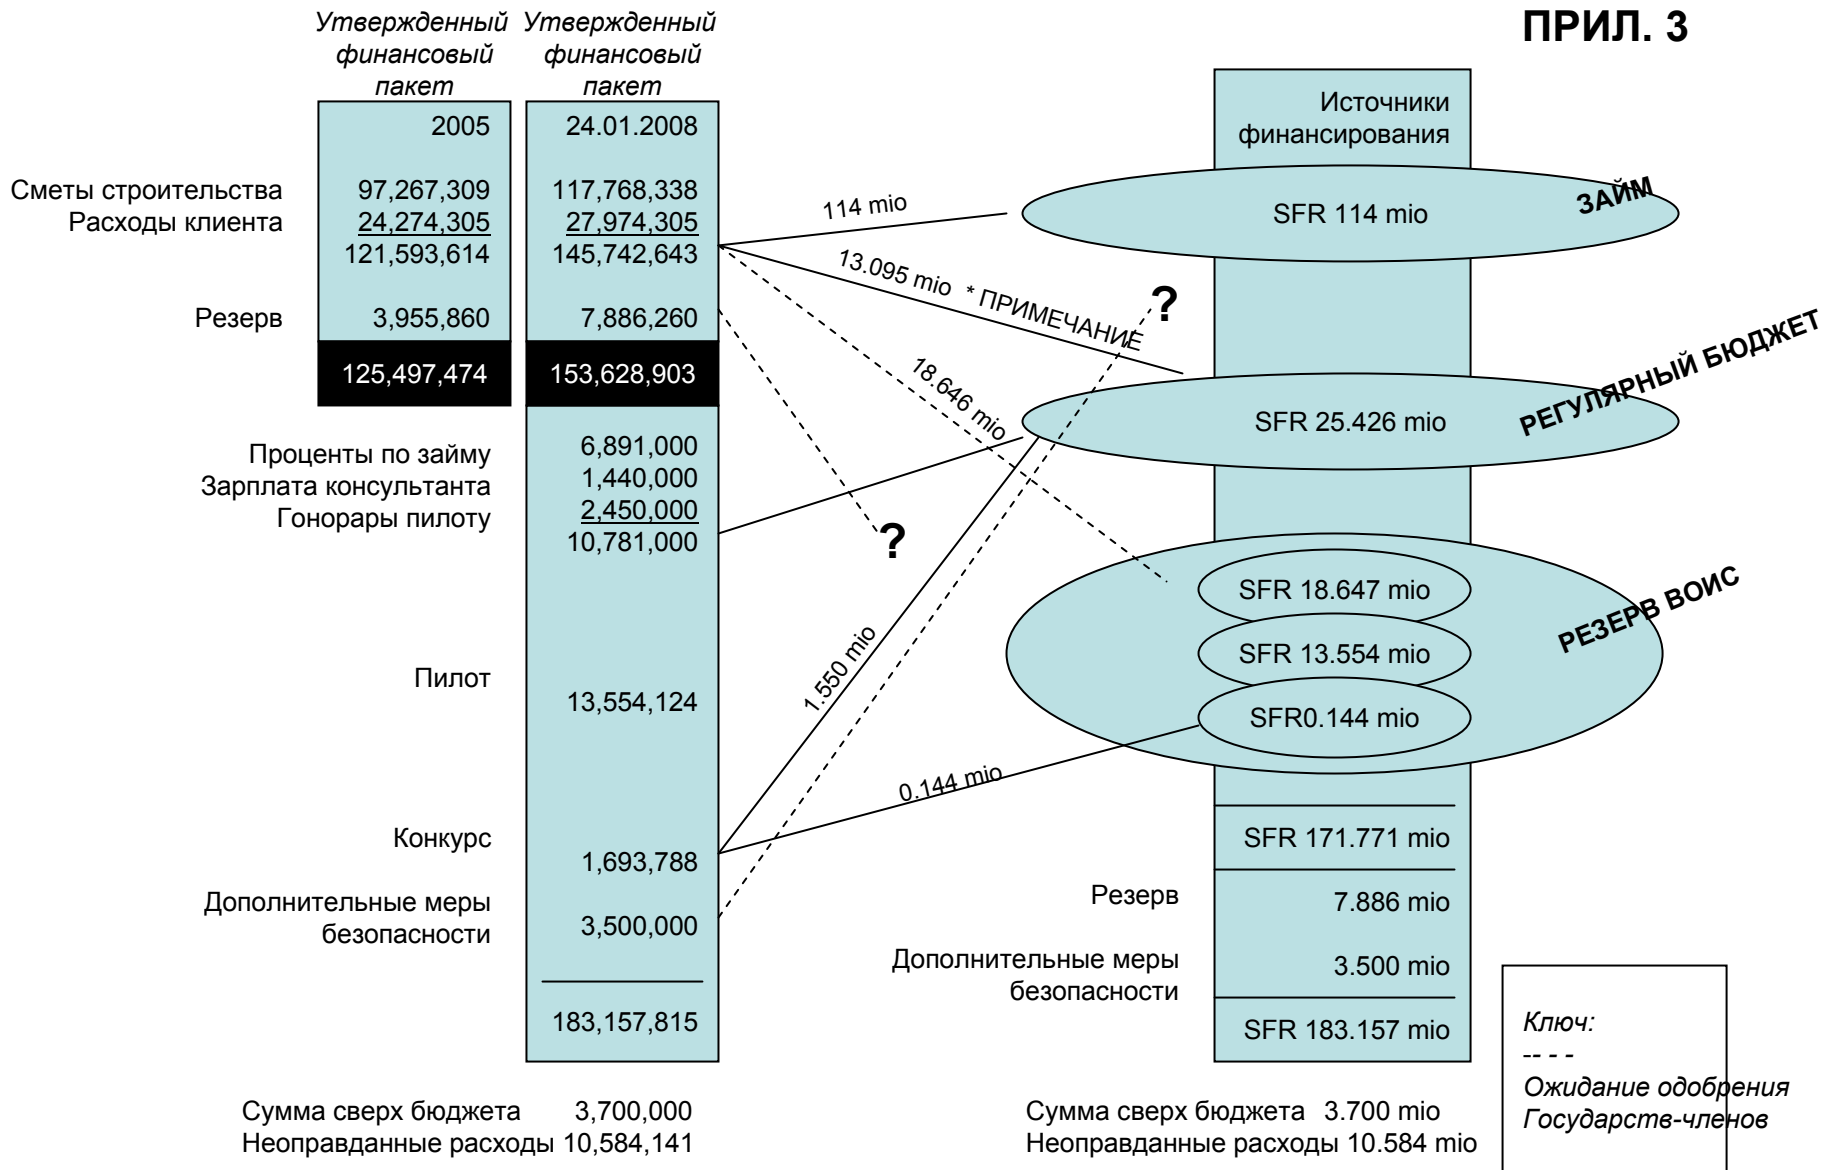 ПРИЛ. 3
Утвержденный
финансовый
пакет
Утвержденный
финансовый
пакет
2005
24.01.2008
Сметы строительства 97,267,309 117,768,338
Расходы клиента 24,274,305 27,974,305
121,593,614 145,742,643
Резерв 3,955,860 7,886,260
125,497,474 153,628,903
Проценты по займу 6,891,000
Зарплата консультанта 1,440,000
Гонорары пилоту 2,450,000
10,781,000
Пилот
13,554,124
Конкурс
1,693,788
Дополнительные меры
безопасности
3,500,000
183,157,815
Сумма сверх бюджета 3,700,000
Неоправданные расходы 10,584,141
114 mio
13.095 mio * ПРИМЕЧАНИЕ
18.646 mio
1.550 mio
0.144 mio
?
?
Источники
финансирования
SFR 114 mio
ЗАЙМ
SFR 25.426 mio
РЕГУЛЯРНЫЙ БЮДЖЕТ
SFR 18.647 mio
SFR 13.554 mio
SFR0.144 mio
РЕЗЕРВ ВОИС
SFR 171.771 mio
Резерв 7.886 mio
Дополнительные меры
безопасности
3.500 mio
SFR 183.157 mio
Сумма сверх бюджета 3.700 mio
Неоправданные расходы 10.584 mio
Ключ:
-- - -
Ожидание одобрения
Государств-членов